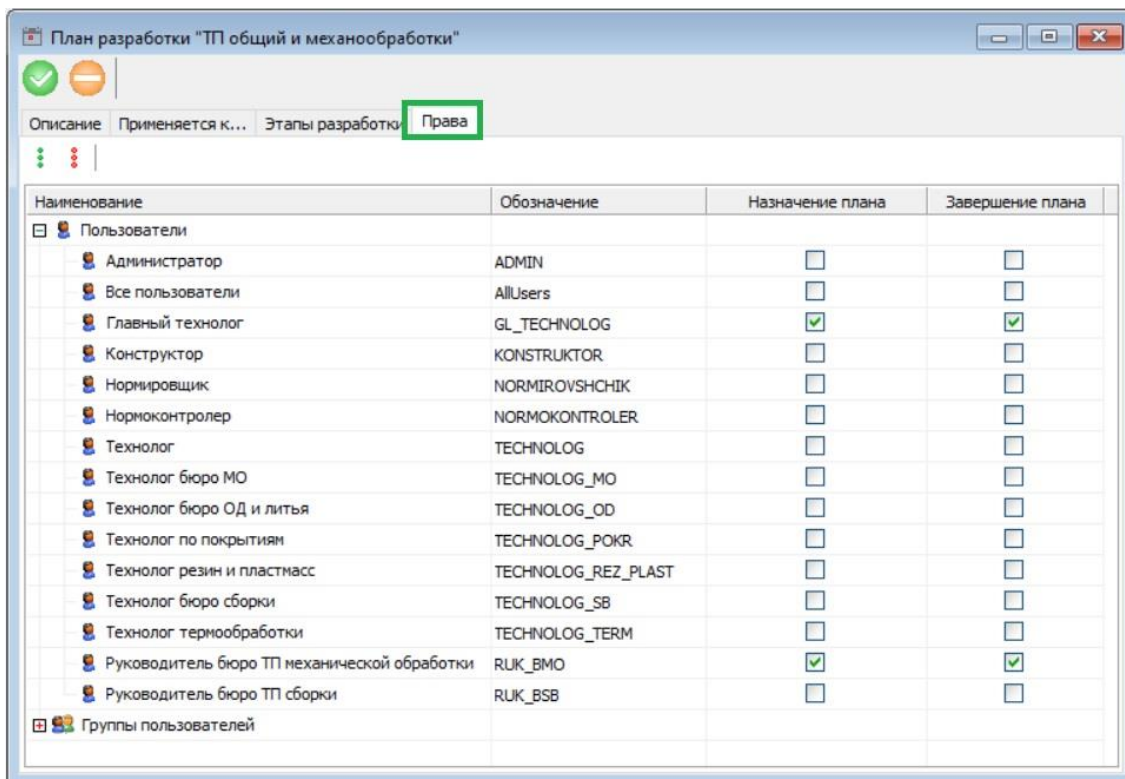 План разработки "ТП общий и механообработки"
Описание Применяется к... Этапы разработки Права
Наименование Обозначение Назначение плана Завершение плана
Пользователи
Администратор ADMIN
Все пользователи AllUsers
Главный технолог GL_TECHNOLOG
Конструктор KONSTRUKTOR
Нормировщик NORMIROVSHCHIK
Нормоконтролер NORMOKONTROLER
Технолог TECHNOLOG
Технолог бюро МО TECHNOLOG_MO
Технолог бюро ОД и литья TECHNOLOG_OD
Технолог по покрытиям TECHNOLOG_POKR
Технолог резин и пластмасс TECHNOLOG_REZ_PLAST
Технолог бюро сборки TECHNOLOG_SB
Технолог термообработки TECHNOLOG_TERM
Руководитель бюро ТП механической обработки RUK_BMO
Руководитель бюро ТП сборки RUK_BSB
Группы пользователей